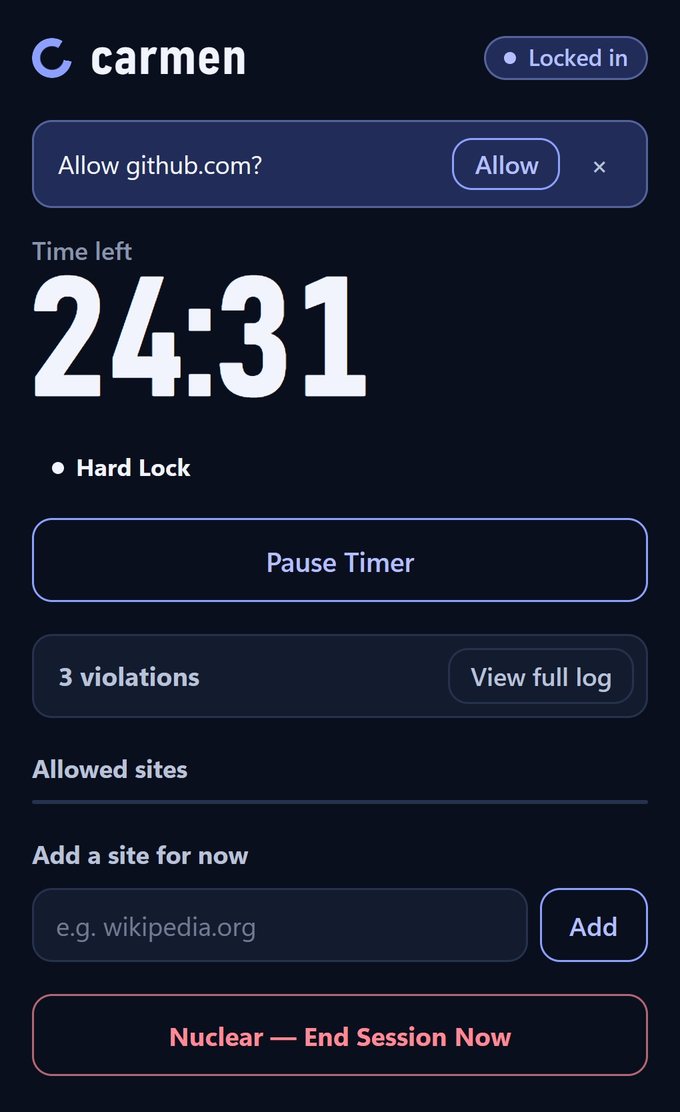 carmen
Locked in
Allow github.com?
Allow
×
Time left
24:31
Hard Lock
Pause Timer
3 violations
View full log
Allowed sites
Add a site for now
e.g. wikipedia.org
Add
Nuclear — End Session Now